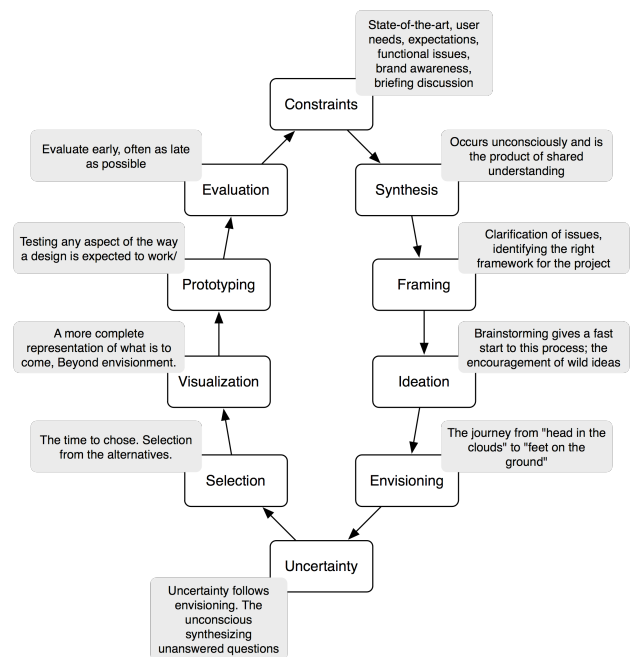 State-of-the-art, user
needs, expectations,
functional issues,
brand awareness,
briefing discussion
Constraints
Occurs unconsciously and is
the product of shared
understanding
Synthesis
Clarification of issues,
identifying the right
framework for the project
Framing
Brainstorming gives a fast
start to this process; the
encouragement of wild ideas
Ideation
The journey from "head in the
clouds" to "feet on the
ground"
Envisioning
Uncertainty
Uncertainty follows
envisioning. The
unconscious
synthesizing
unanswered questions
The time to chose. Selection
from the alternatives.
Selection
A more complete
representation of what is to
come, Beyond envisionment.
Visualization
Testing any aspect of the way
a design is expected to work/
Prototyping
Evaluate early, often as late
as possible
Evaluation